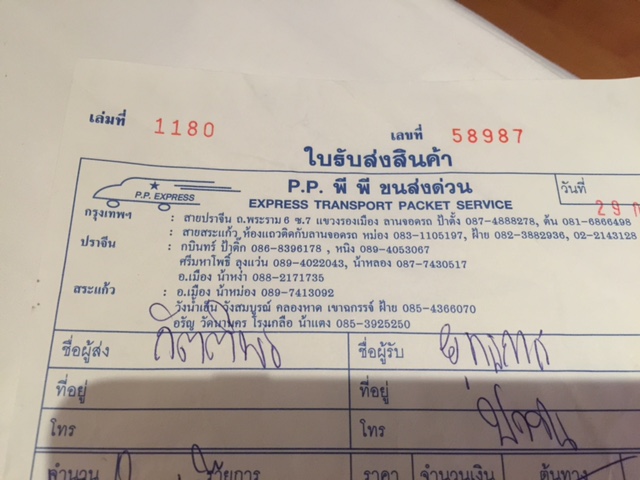 เล่มที่ 1180 เลขที่ 58987
ใบรับส่งสินค้า
P.P. EXPRESS
P.P. พี พี ขนส่งด่วน
EXPRESS TRANSPORT PACKET SERVICE
วันที่ 29
กรุงเทพฯ : สายปราจีน ถ.พระราม 6 ซ.7 แขวงรองเมือง ลานจอดรถ ป้าตั้ง 087-4888278, ต้น 081-6866498
: สายสระแก้ว ห้องแถวติดกับลานจอดรถ หม่อง 083-1105197, ฝ้าย 082-3882936, 02-2143128
ปราจีน : กบินทร์ ป้าติ๊ก 086-8396178 , หนิง 089-4053067
ศรีมหาโพธิ์ ลุงแว่น 089-4022043, น้าหลอง 087-7430517
อ.เมือง น้าหง่า 088-2171735
สระแก้ว : อ.เมือง น้าหม่อง 089-7413092
วังน้ำเย็น วังสมบูรณ์ คลองหาด เขาฉกรรจ์ ฝ้าย 085-4366070
อรัญ วัฒนานคร โรงเกลือ น้าแดง 085-3925250
ชื่อผู้ส่ง ชื่อผู้รับ
ที่อยู่ ที่อยู่
โทร โทร
จำนวน รายการ ราคา จำนวนเงิน ต้นทาง